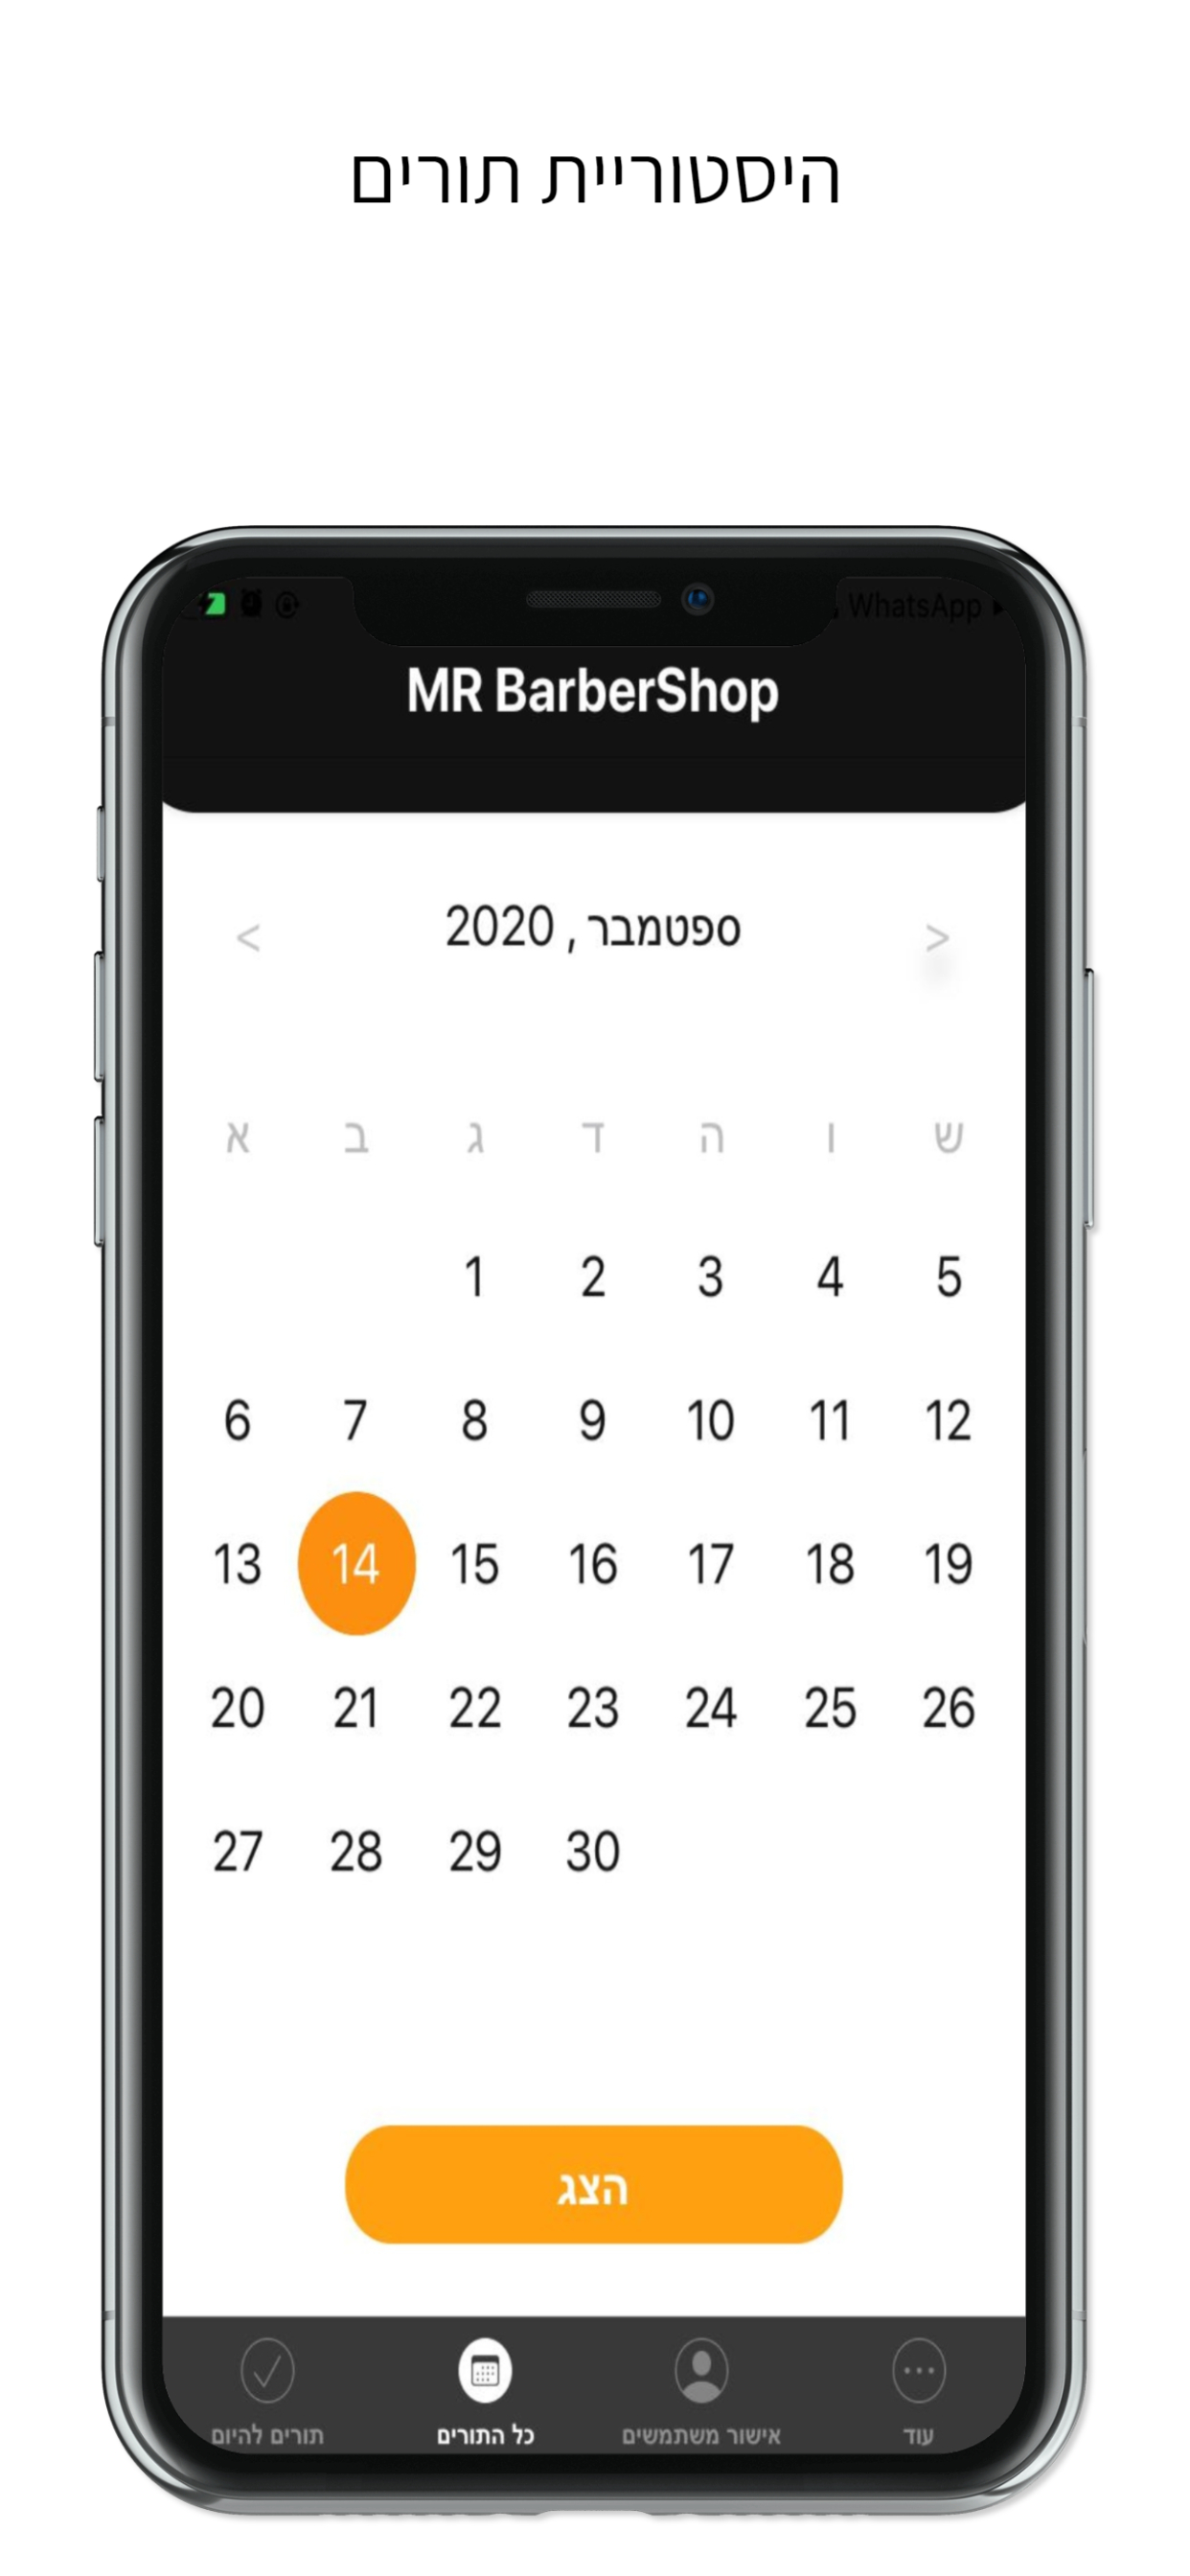 היסטוריית תורים
WhatsApp
MR BarberShop
< ספטמבר , 2020 >
א ב ג ד ה ו ש
1 2 3 4 5
6 7 8 9 10 11 12
13 14 15 16 17 18 19
20 21 22 23 24 25 26
27 28 29 30
הצג
תורים להיום
כל התורים
אישור משתמשים
עוד